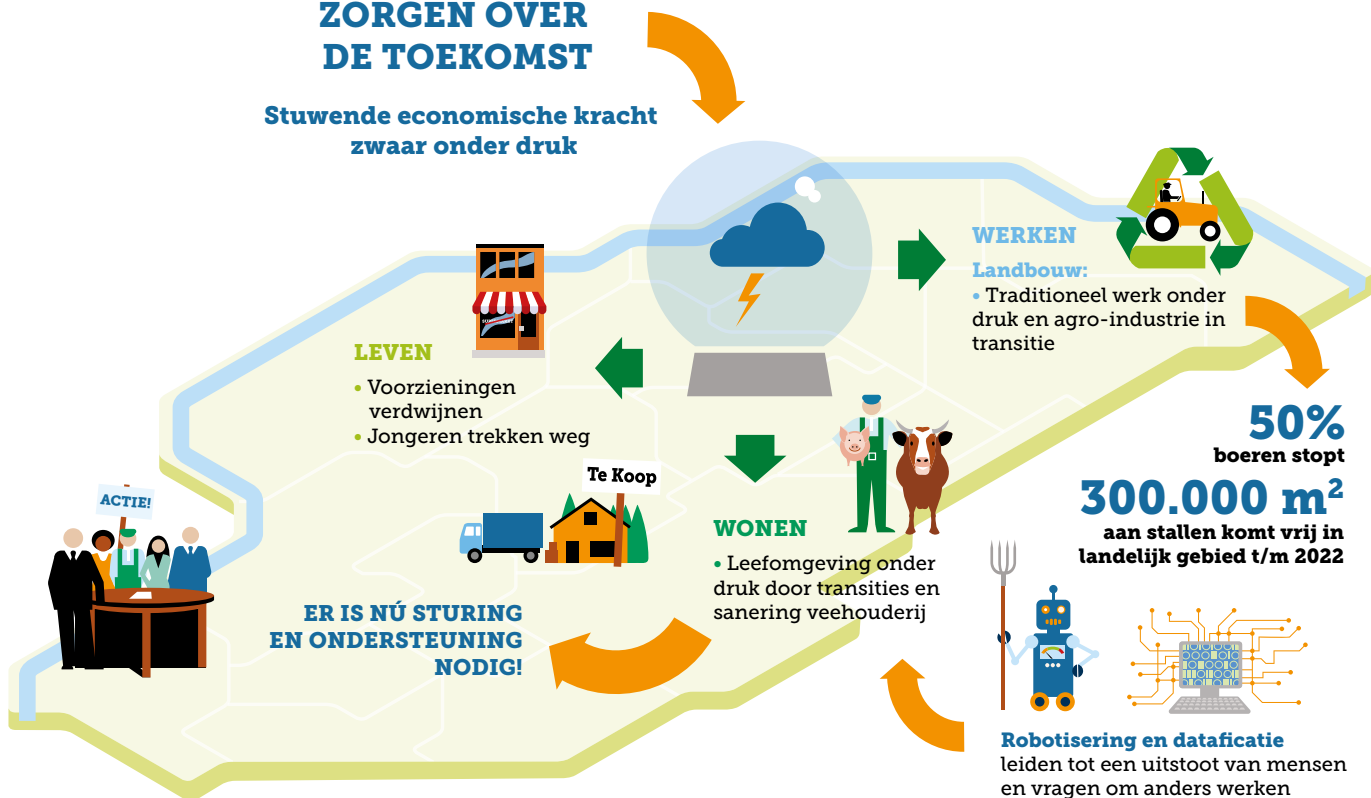 ZORGEN OVER
DE TOEKOMST
Stuwende economische kracht
zwaar onder druk
WERKEN
Landbouw:
• Traditioneel werk onder
druk en agro-industrie in
transitie
LEVEN
• Voorzieningen
verdwijnen
• Jongeren trekken weg
50%
boeren stopt
300.000 m²
aan stallen komt vrij in
landelijk gebied t/m 2022
Te Koop
ACTIE!
WONEN
• Leefomgeving onder
druk door transities en
sanering veehouderij
ER IS NÚ STURING
EN ONDERSTEUNING
NODIG!
Robotisering en dataficatie
leiden tot een uitstoot van mensen
en vragen om anders werken